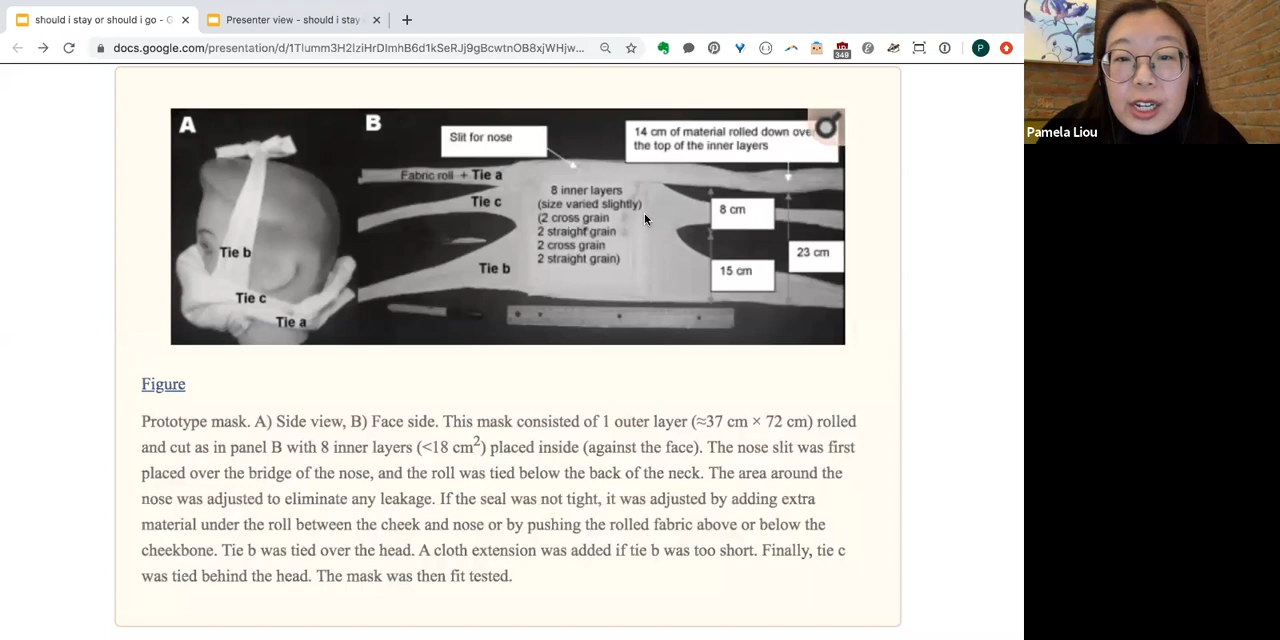 should i stay or should i go - G
Presenter view - should i stay
docs.google.com/presentation/d/1Tlumm3H2lziHrDImhB6d1kSeRJj9gBcwtnOB8xjWHjw...
349
P
Pamela Liou
A
B
Slit for nose
14 cm of material rolled down over
the top of the inner layers
Fabric roll + Tie a
Tie c
8 inner layers
(size varied slightly)
(2 cross grain
2 straight grain
2 cross grain
2 straight grain)
Tie b
8 cm
23 cm
15 cm
Tie b
Tie c
Tie a
Figure
Prototype mask. A) Side view, B) Face side. This mask consisted of 1 outer layer (≈37 cm × 72 cm) rolled
and cut as in panel B with 8 inner layers (<18 cm2) placed inside (against the face). The nose slit was first
placed over the bridge of the nose, and the roll was tied below the back of the neck. The area around the
nose was adjusted to eliminate any leakage. If the seal was not tight, it was adjusted by adding extra
material under the roll between the cheek and nose or by pushing the rolled fabric above or below the
cheekbone. Tie b was tied over the head. A cloth extension was added if tie b was too short. Finally, tie c
was tied behind the head. The mask was then fit tested.